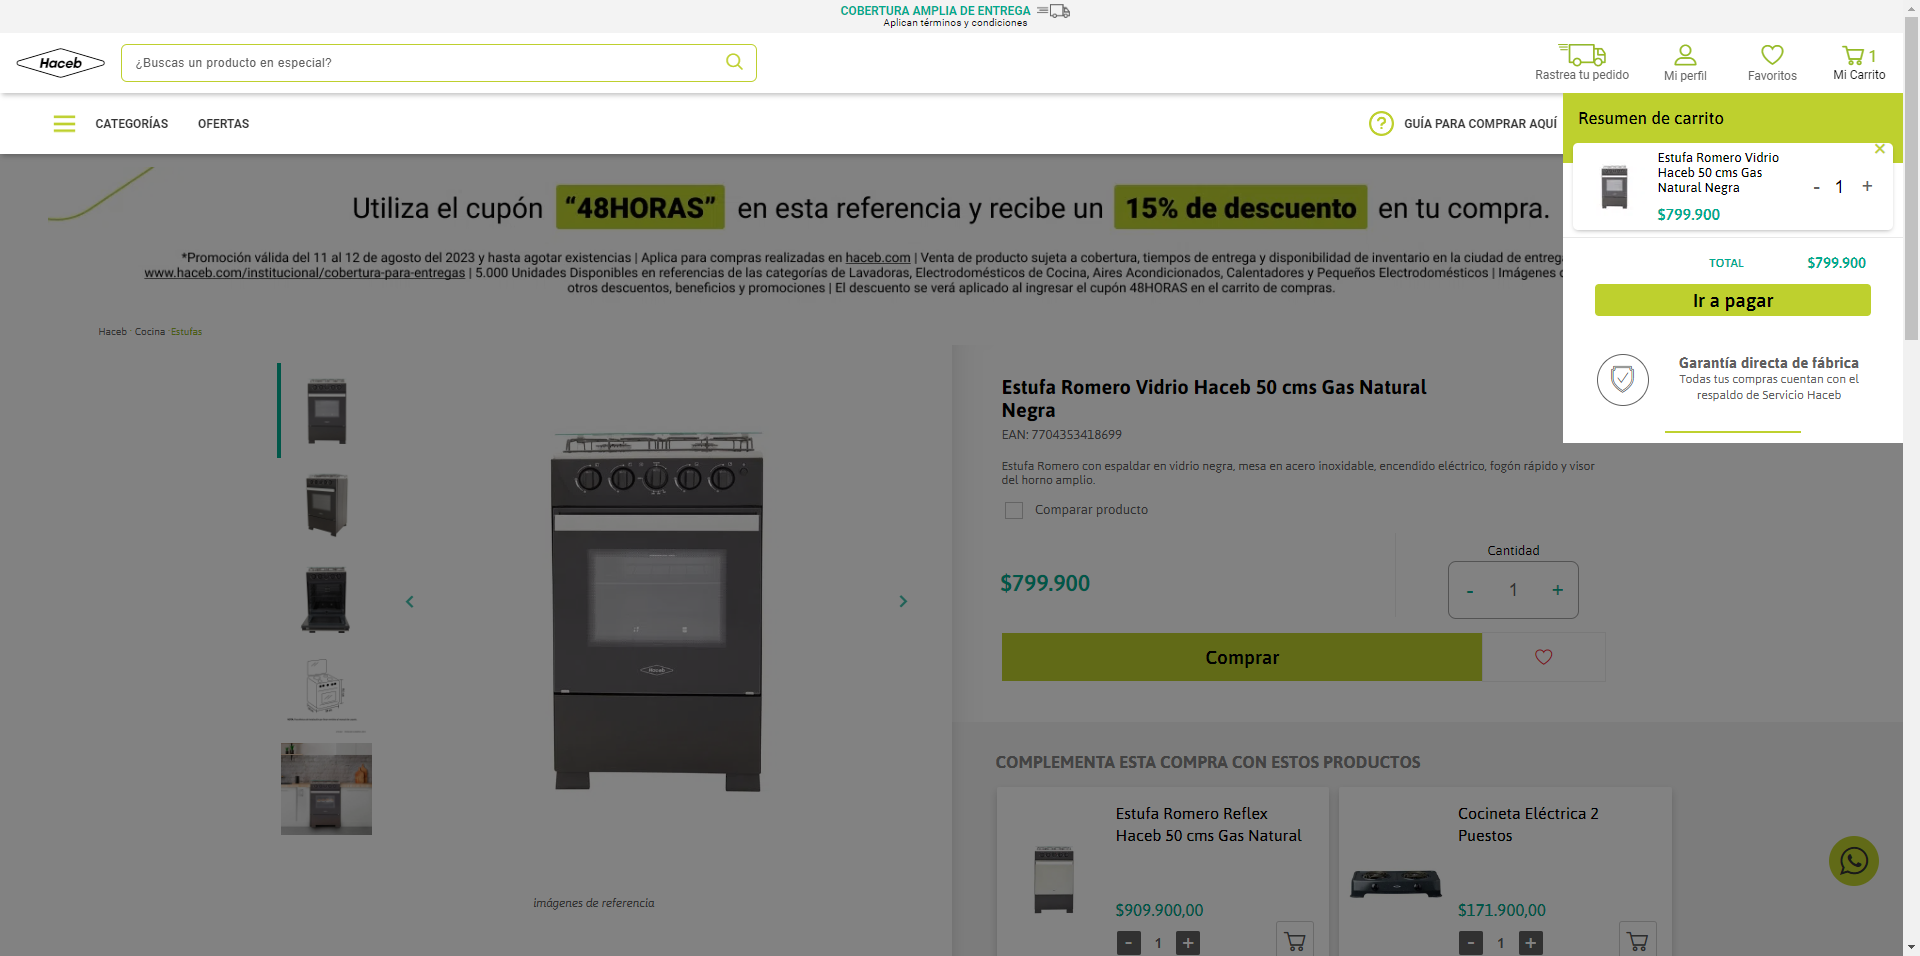 COBERTURA AMPLIA DE ENTREGA
Aplican términos y condiciones
Haceb
¿Buscas un producto en especial?
Rastrea tu pedido
Mi perfil
Favoritos
1
Mi Carrito
CATEGORÍAS
OFERTAS
GUÍA PARA COMPRAR AQUÍ
Resumen de carrito
Estufa Romero Vidrio
Haceb 50 cms Gas
Natural Negra
- 1 +
$799.900
TOTAL $799.900
Ir a pagar
Garantía directa de fábrica
Todas tus compras cuentan con el
respaldo de Servicio Haceb
Utiliza el cupón “48HORAS” en esta referencia y recibe un 15% de descuento en tu compra.
*Promoción válida del 11 al 12 de agosto del 2023 y hasta agotar existencias | Aplica para compras realizadas en haceb.com | Venta de producto sujeta a cobertura, tiempos de entrega y disponibilidad de inventario en la ciudad de entrega
www.haceb.com/institucional/cobertura-para-entregas | 5.000 Unidades Disponibles en referencias de las categorías de Lavadoras, Electrodomésticos de Cocina, Aires Acondicionados, Calentadores y Pequeños Electrodomésticos | Imágenes
otros descuentos, beneficios y promociones | El descuento se verá aplicado al ingresar el cupón 48HORAS en el carrito de compras.
Haceb Cocina Estufas
Estufa Romero Vidrio Haceb 50 cms Gas Natural
Negra
EAN: 7704353418699
Estufa Romero con espaldar en vidrio negra, mesa en acero inoxidable, encendido eléctrico, fogón rápido y visor
del horno amplio.
Comparar producto
Cantidad
$799.900
- 1 +
Comprar
Haceb
imágenes de referencia
COMPLEMENTA ESTA COMPRA CON ESTOS PRODUCTOS
Estufa Romero Reflex
Haceb 50 cms Gas Natural
$909.900,00
- 1 +
Cocineta Eléctrica 2
Puestos
$171.900,00
- 1 +